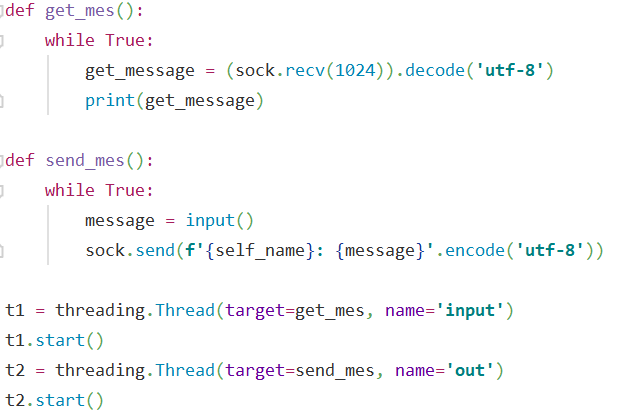 def get_mes():
    while True:
        get_message = (sock.recv(1024)).decode('utf-8')
        print(get_message)

def send_mes():
    while True:
        message = input()
        sock.send(f'{self_name}: {message}'.encode('utf-8'))

t1 = threading.Thread(target=get_mes, name='input')
t1.start()
t2 = threading.Thread(target=send_mes, name='out')
t2.start()